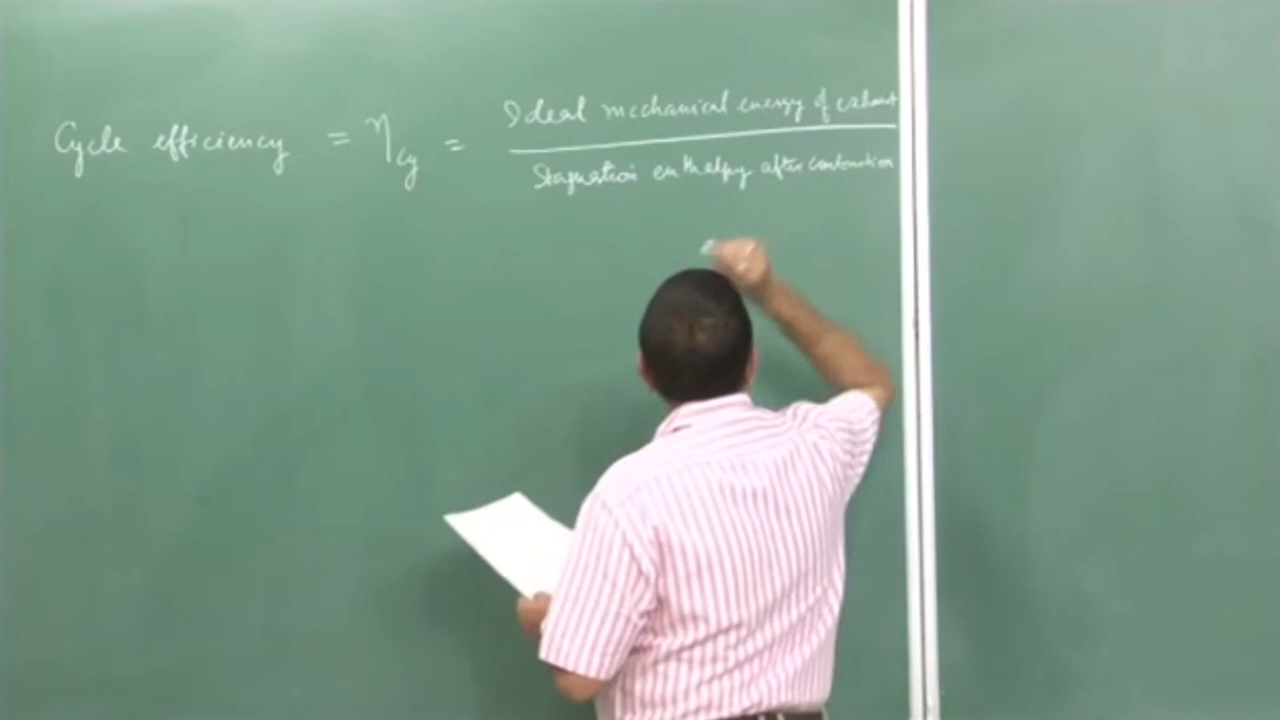 Ideal mechanical energy of exhaust
Cycle efficiency = η_cy =
Stagnation enthalpy after combustion